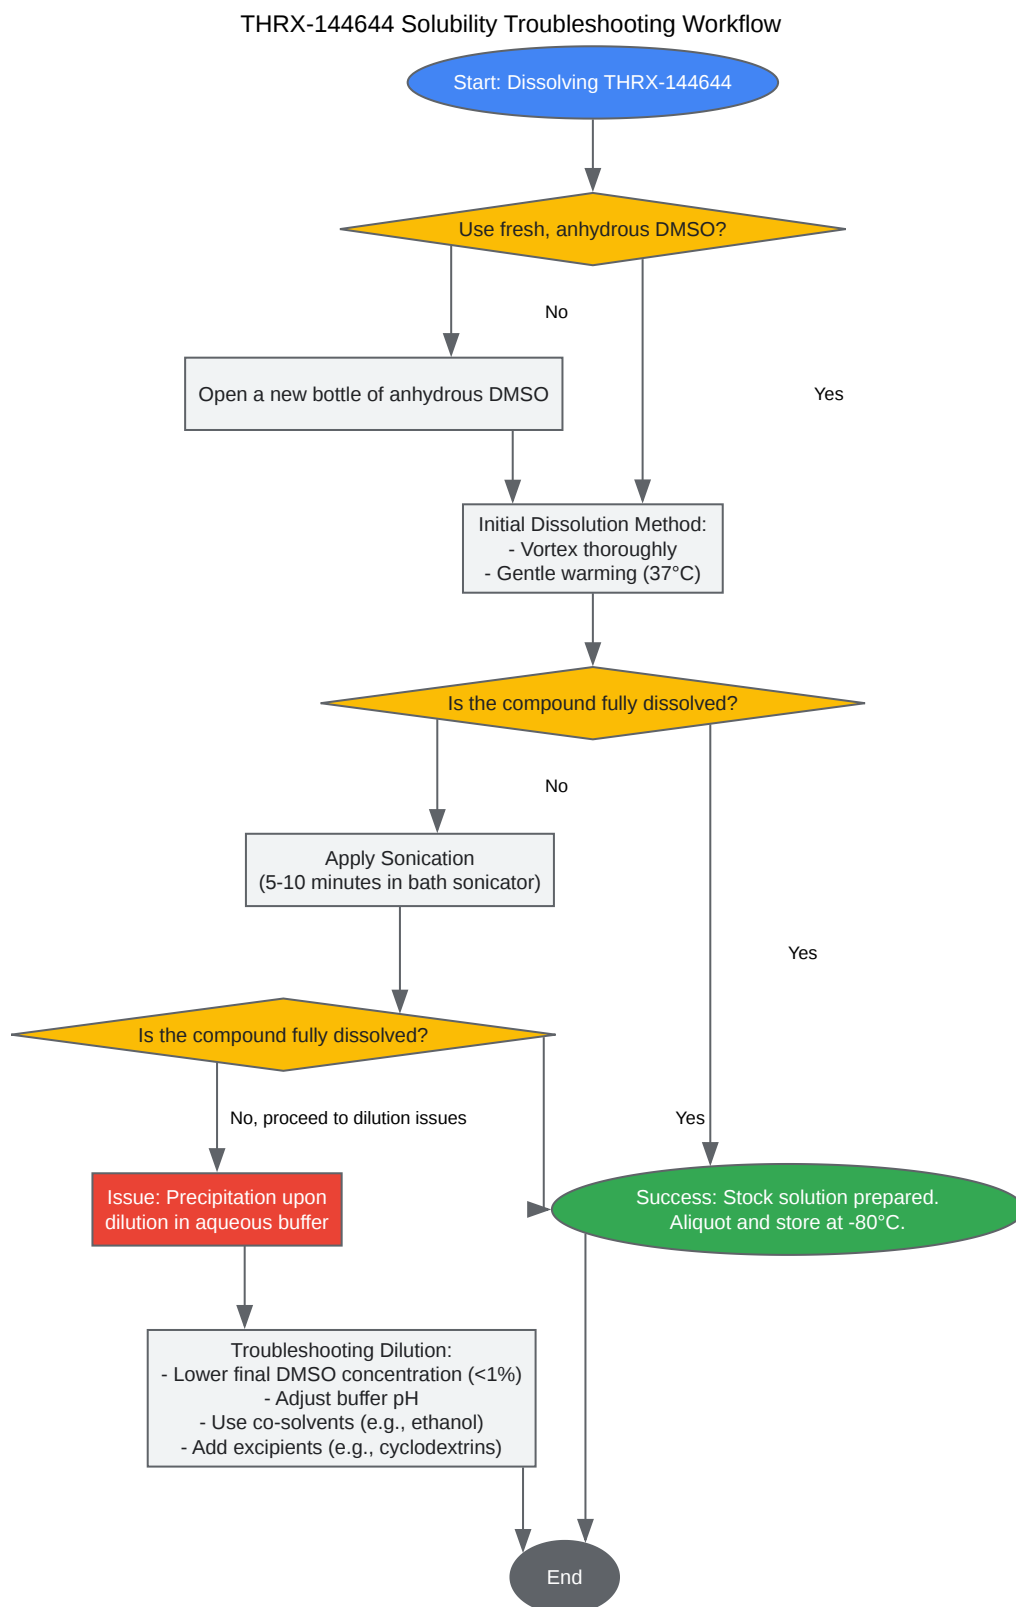 THRX-144644 Solubility Troubleshooting Workflow
Start: Dissolving THRX-144644
Use fresh, anhydrous DMSO?
No
Open a new bottle of anhydrous DMSO
Yes
Initial Dissolution Method:
- Vortex thoroughly
- Gentle warming (37°C)
Is the compound fully dissolved?
No
Apply Sonication
(5-10 minutes in bath sonicator)
Yes
Is the compound fully dissolved?
No, proceed to dilution issues
Yes
Issue: Precipitation upon
dilution in aqueous buffer
Success: Stock solution prepared.
Aliquot and store at -80°C.
Troubleshooting Dilution:
- Lower final DMSO concentration (<1%)
- Adjust buffer pH
- Use co-solvents (e.g., ethanol)
- Add excipients (e.g., cyclodextrins)
End